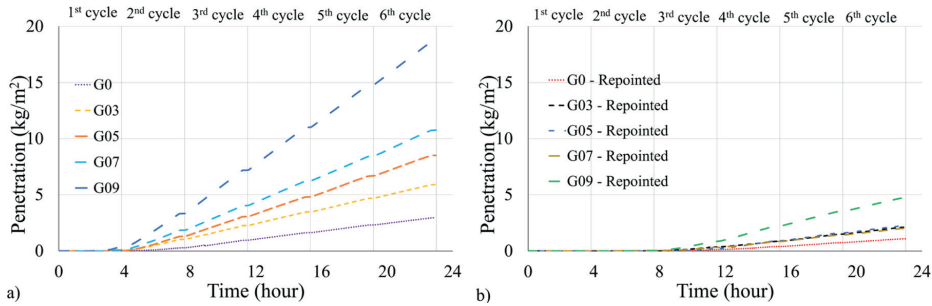 1st cycle 2nd cycle 3rd cycle 4th cycle 5th cycle 6th cycle
20
15
10
5
0
Penetration (kg/m²)
G0
G03
G05
G07
G09
0 4 8 12 16 20 24
Time (hour)
a)
1st cycle 2nd cycle 3rd cycle 4th cycle 5th cycle 6th cycle
20
15
10
5
0
Penetration (kg/m²)
G0 - Repointed
G03 - Repointed
G05 - Repointed
G07 - Repointed
G09 - Repointed
0 4 8 12 16 20 24
Time (hour)
b)